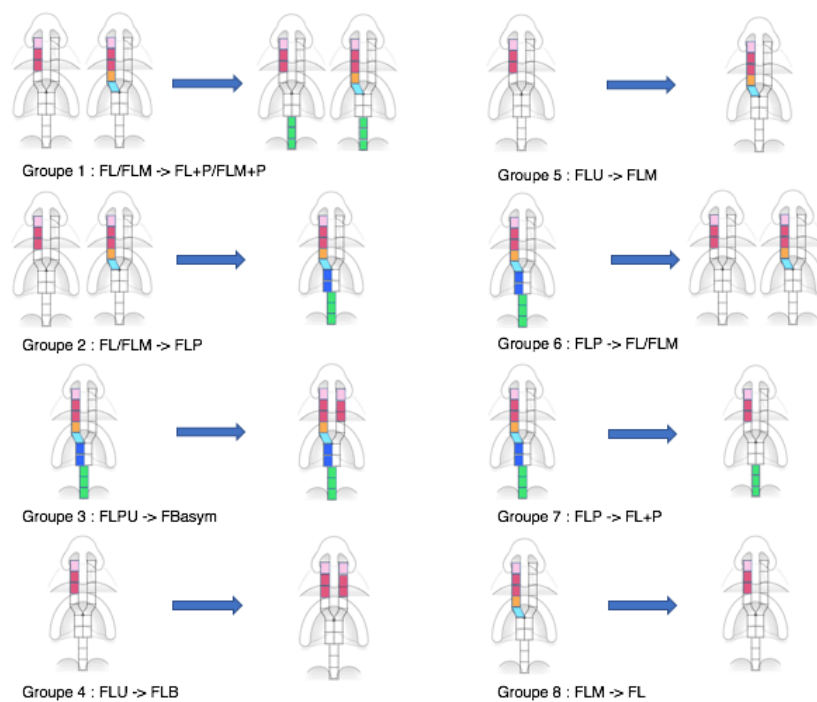 Groupe 1 : FL/FLM -> FL+P/FLM+P
Groupe 5 : FLU -> FLM
Groupe 2 : FL/FLM -> FLP
Groupe 6 : FLP -> FL/FLM
Groupe 3 : FLPU -> FBasym
Groupe 7 : FLP -> FL+P
Groupe 4 : FLU -> FLB
Groupe 8 : FLM -> FL